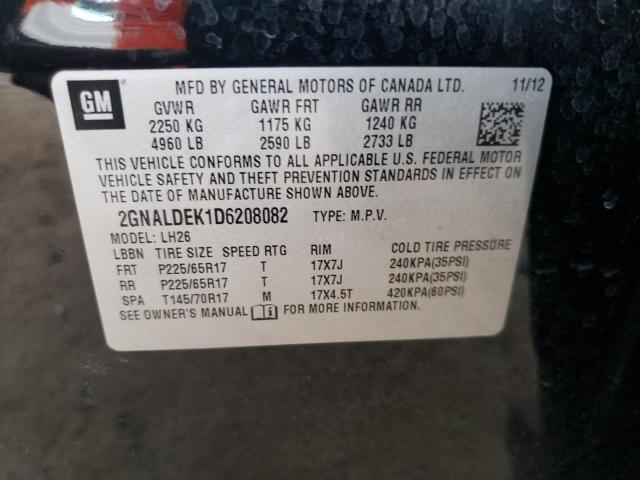 GM
MFD BY GENERAL MOTORS OF CANADA LTD. 11/12
GVWR GAWR FRT GAWR RR
2250 KG 1175 KG 1240 KG
4960 LB 2590 LB 2733 LB
THIS VEHICLE CONFORMS TO ALL APPLICABLE U.S. FEDERAL MOTOR
VEHICLE SAFETY AND THEFT PREVENTION STANDARDS IN EFFECT ON
THE DATE OF MANUFACTURE SHOWN ABOVE.
2GNALDEK1D6208082 TYPE: M.P.V.
MODEL: LH26
LBBN TIRE SIZE SPEED RTG RIM COLD TIRE PRESSURE
FRT P225/65R17 T 17X7J 240KPA(35PSI)
RR P225/65R17 T 17X7J 240KPA(35PSI)
SPA T145/70R17 M 17X4.5T 420KPA(60PSI)
SEE OWNER'S MANUAL FOR MORE INFORMATION.